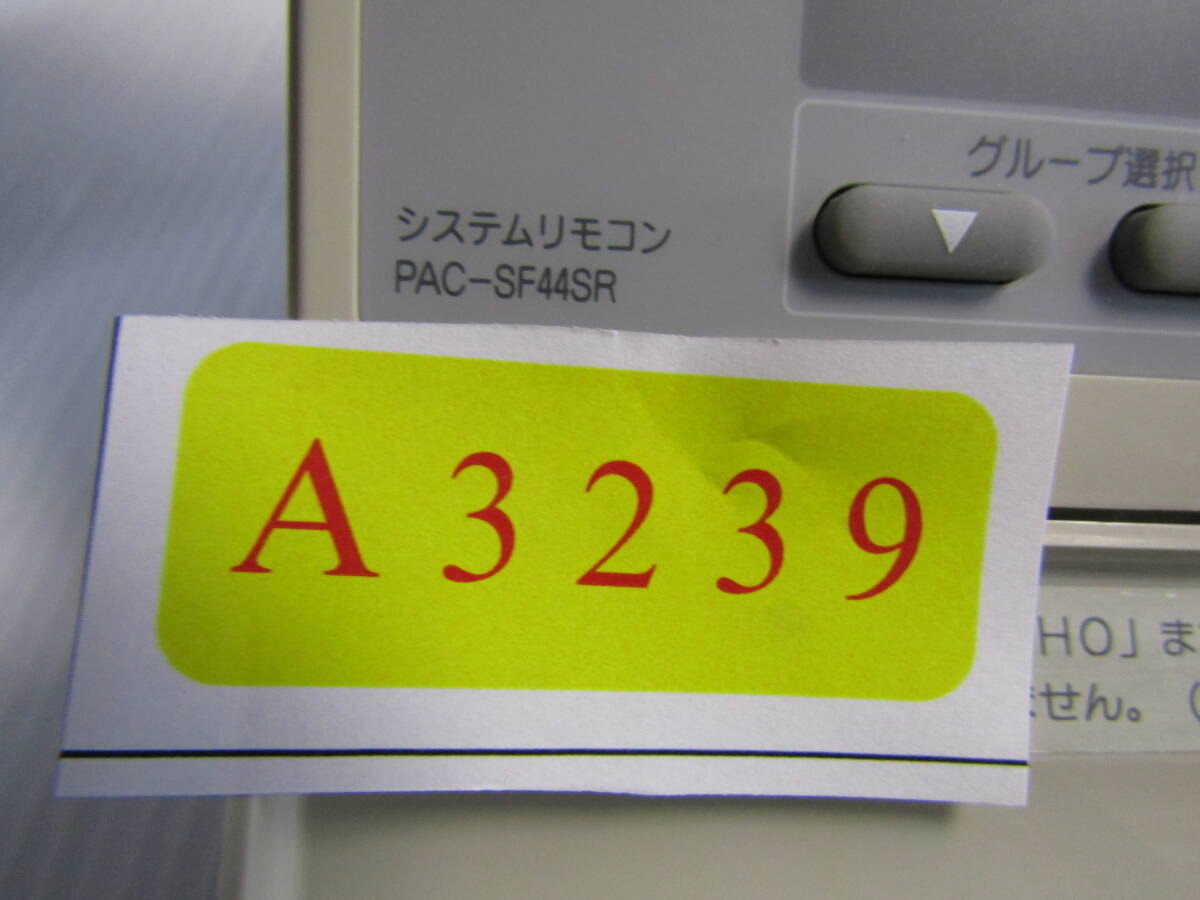 グループ選択
システムリモコン
PAC-SF44SR
A3239
HO」ま
せん。（